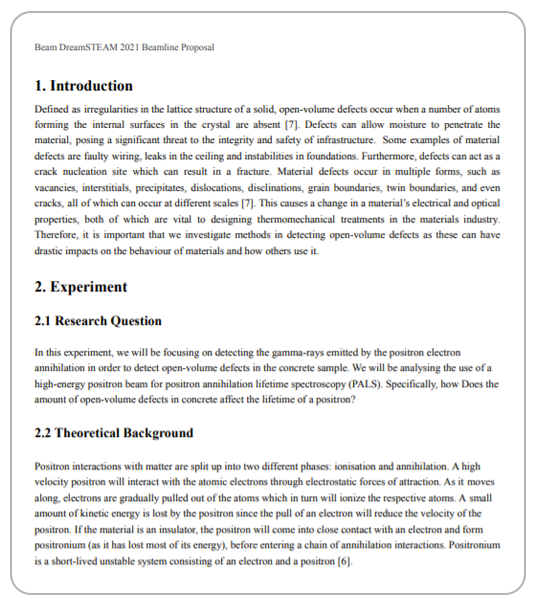 Beam DreamSTEAM 2021 Beamline Proposal
1. Introduction
Defined as irregularities in the lattice structure of a solid, open-volume defects occur when a number of atoms
forming the internal surfaces in the crystal are absent [7]. Defects can allow moisture to penetrate the
material, posing a significant threat to the integrity and safety of infrastructure. Some examples of material
defects are faulty wiring, leaks in the ceiling and instabilities in foundations. Furthermore, defects can act as a
crack nucleation site which can result in a fracture. Material defects occur in multiple forms, such as
vacancies, interstitials, precipitates, dislocations, disclinations, grain boundaries, twin boundaries, and even
cracks, all of which can occur at different scales [7]. This causes a change in a material's electrical and optical
properties, both of which are vital to designing thermomechanical treatments in the materials industry.
Therefore, it is important that we investigate methods in detecting open-volume defects as these can have
drastic impacts on the behaviour of materials and how others use it.
2. Experiment
2.1 Research Question
In this experiment, we will be focusing on detecting the gamma-rays emitted by the positron electron
annihilation in order to detect open-volume defects in the concrete sample. We will be analysing the use of a
high-energy positron beam for positron annihilation lifetime spectroscopy (PALS). Specifically, how Does the
amount of open-volume defects in concrete affect the lifetime of a positron?
2.2 Theoretical Background
Positron interactions with matter are split up into two different phases: ionisation and annihilation. A high
velocity positron will interact with the atomic electrons through electrostatic forces of attraction. As it moves
along, electrons are gradually pulled out of the atoms which in turn will ionize the respective atoms. A small
amount of kinetic energy is lost by the positron since the pull of an electron will reduce the velocity of the
positron. If the material is an insulator, the positron will come into close contact with an electron and form
positronium (as it has lost most of its energy), before entering a chain of annihilation interactions. Positronium
is a short-lived unstable system consisting of an electron and a positron [6].